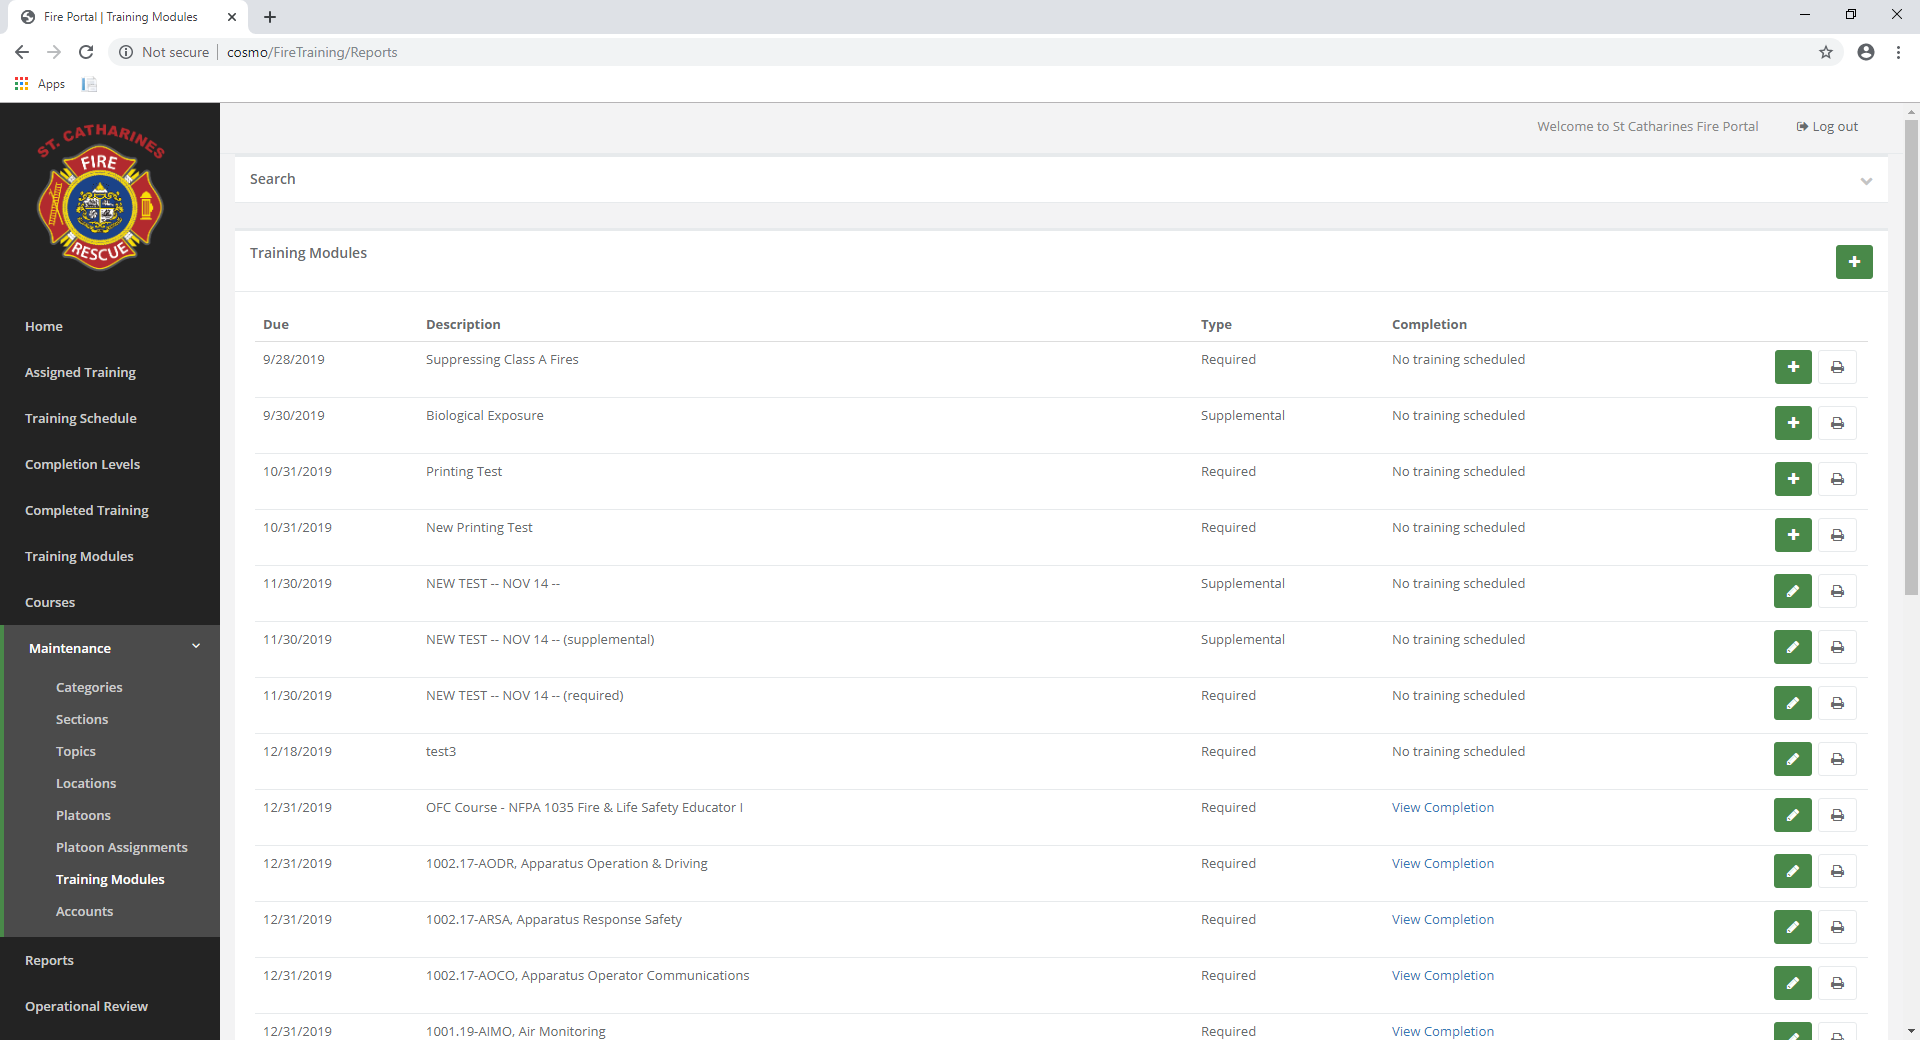 Fire Portal | Training Modules
Not secure
cosmo/FireTraining/Reports
Apps
ST. CATHARINES
FIRE
RESCUE
Home
Assigned Training
Training Schedule
Completion Levels
Completed Training
Training Modules
Courses
Maintenance
Categories
Sections
Topics
Locations
Platoons
Platoon Assignments
Training Modules
Accounts
Reports
Operational Review
Welcome to St Catharines Fire Portal Log out
Search
Training Modules
Due Description Type Completion
9/28/2019 Suppressing Class A Fires Required No training scheduled
9/30/2019 Biological Exposure Supplemental No training scheduled
10/31/2019 Printing Test Required No training scheduled
10/31/2019 New Printing Test Required No training scheduled
11/30/2019 NEW TEST -- NOV 14 -- Supplemental No training scheduled
11/30/2019 NEW TEST -- NOV 14 -- (supplemental) Supplemental No training scheduled
11/30/2019 NEW TEST -- NOV 14 -- (required) Required No training scheduled
12/18/2019 test3 Required No training scheduled
12/31/2019 OFC Course - NFPA 1035 Fire & Life Safety Educator I Required View Completion
12/31/2019 1002.17-AODR, Apparatus Operation & Driving Required View Completion
12/31/2019 1002.17-ARSA, Apparatus Response Safety Required View Completion
12/31/2019 1002.17-AOCO, Apparatus Operator Communications Required View Completion
12/31/2019 1001.19-AIMO, Air Monitoring Required View Completion